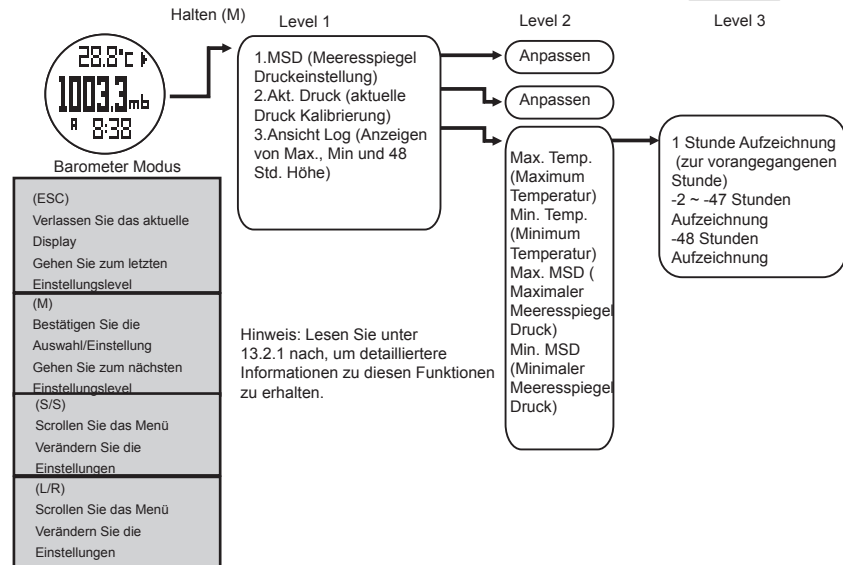 Halten (M)
Level 1
Level 2
Level 3
28.8°C
1003.3mb
A 8:38
Barometer Modus
1.MSD (Meeresspiegel
Druckeinstellung)
2.Akt. Druck (aktuelle
Druck Kalibrierung)
3.Ansicht Log (Anzeigen
von Max., Min und 48
Std. Höhe)
Anpassen
Anpassen
Max. Temp.
(Maximum
Temperatur)
Min. Temp.
(Minimum
Temperatur)
Max. MSD (
Maximaler
Meeresspiegel
Druck)
Min. MSD
(Minimaler
Meeresspiegel
Druck)
1 Stunde Aufzeichnung
(zur vorangegangenen
Stunde)
-2 ~ -47 Stunden
Aufzeichnung
-48 Stunden
Aufzeichnung
(ESC)
Verlassen Sie das aktuelle
Display
Gehen Sie zum letzten
Einstellungslevel
(M)
Bestätigen Sie die
Auswahl/Einstellung
Gehen Sie zum nächsten
Einstellungslevel
(S/S)
Scrollen Sie das Menü
Verändern Sie die
Einstellungen
(L/R)
Scrollen Sie das Menü
Verändern Sie die
Einstellungen
Hinweis: Lesen Sie unter
13.2.1 nach, um detailliertere
Informationen zu diesen Funktionen
zu erhalten.